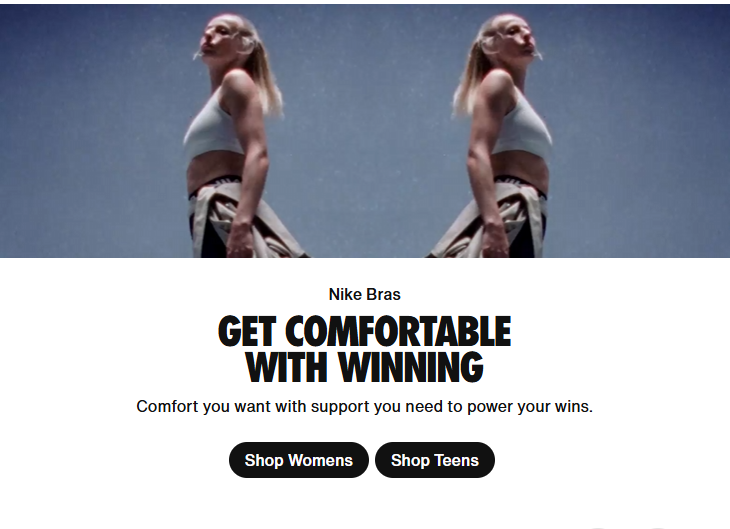 Nike Bras
GET COMFORTABLE
WITH WINNING
Comfort you want with support you need to power your wins.
Shop Womens
Shop Teens